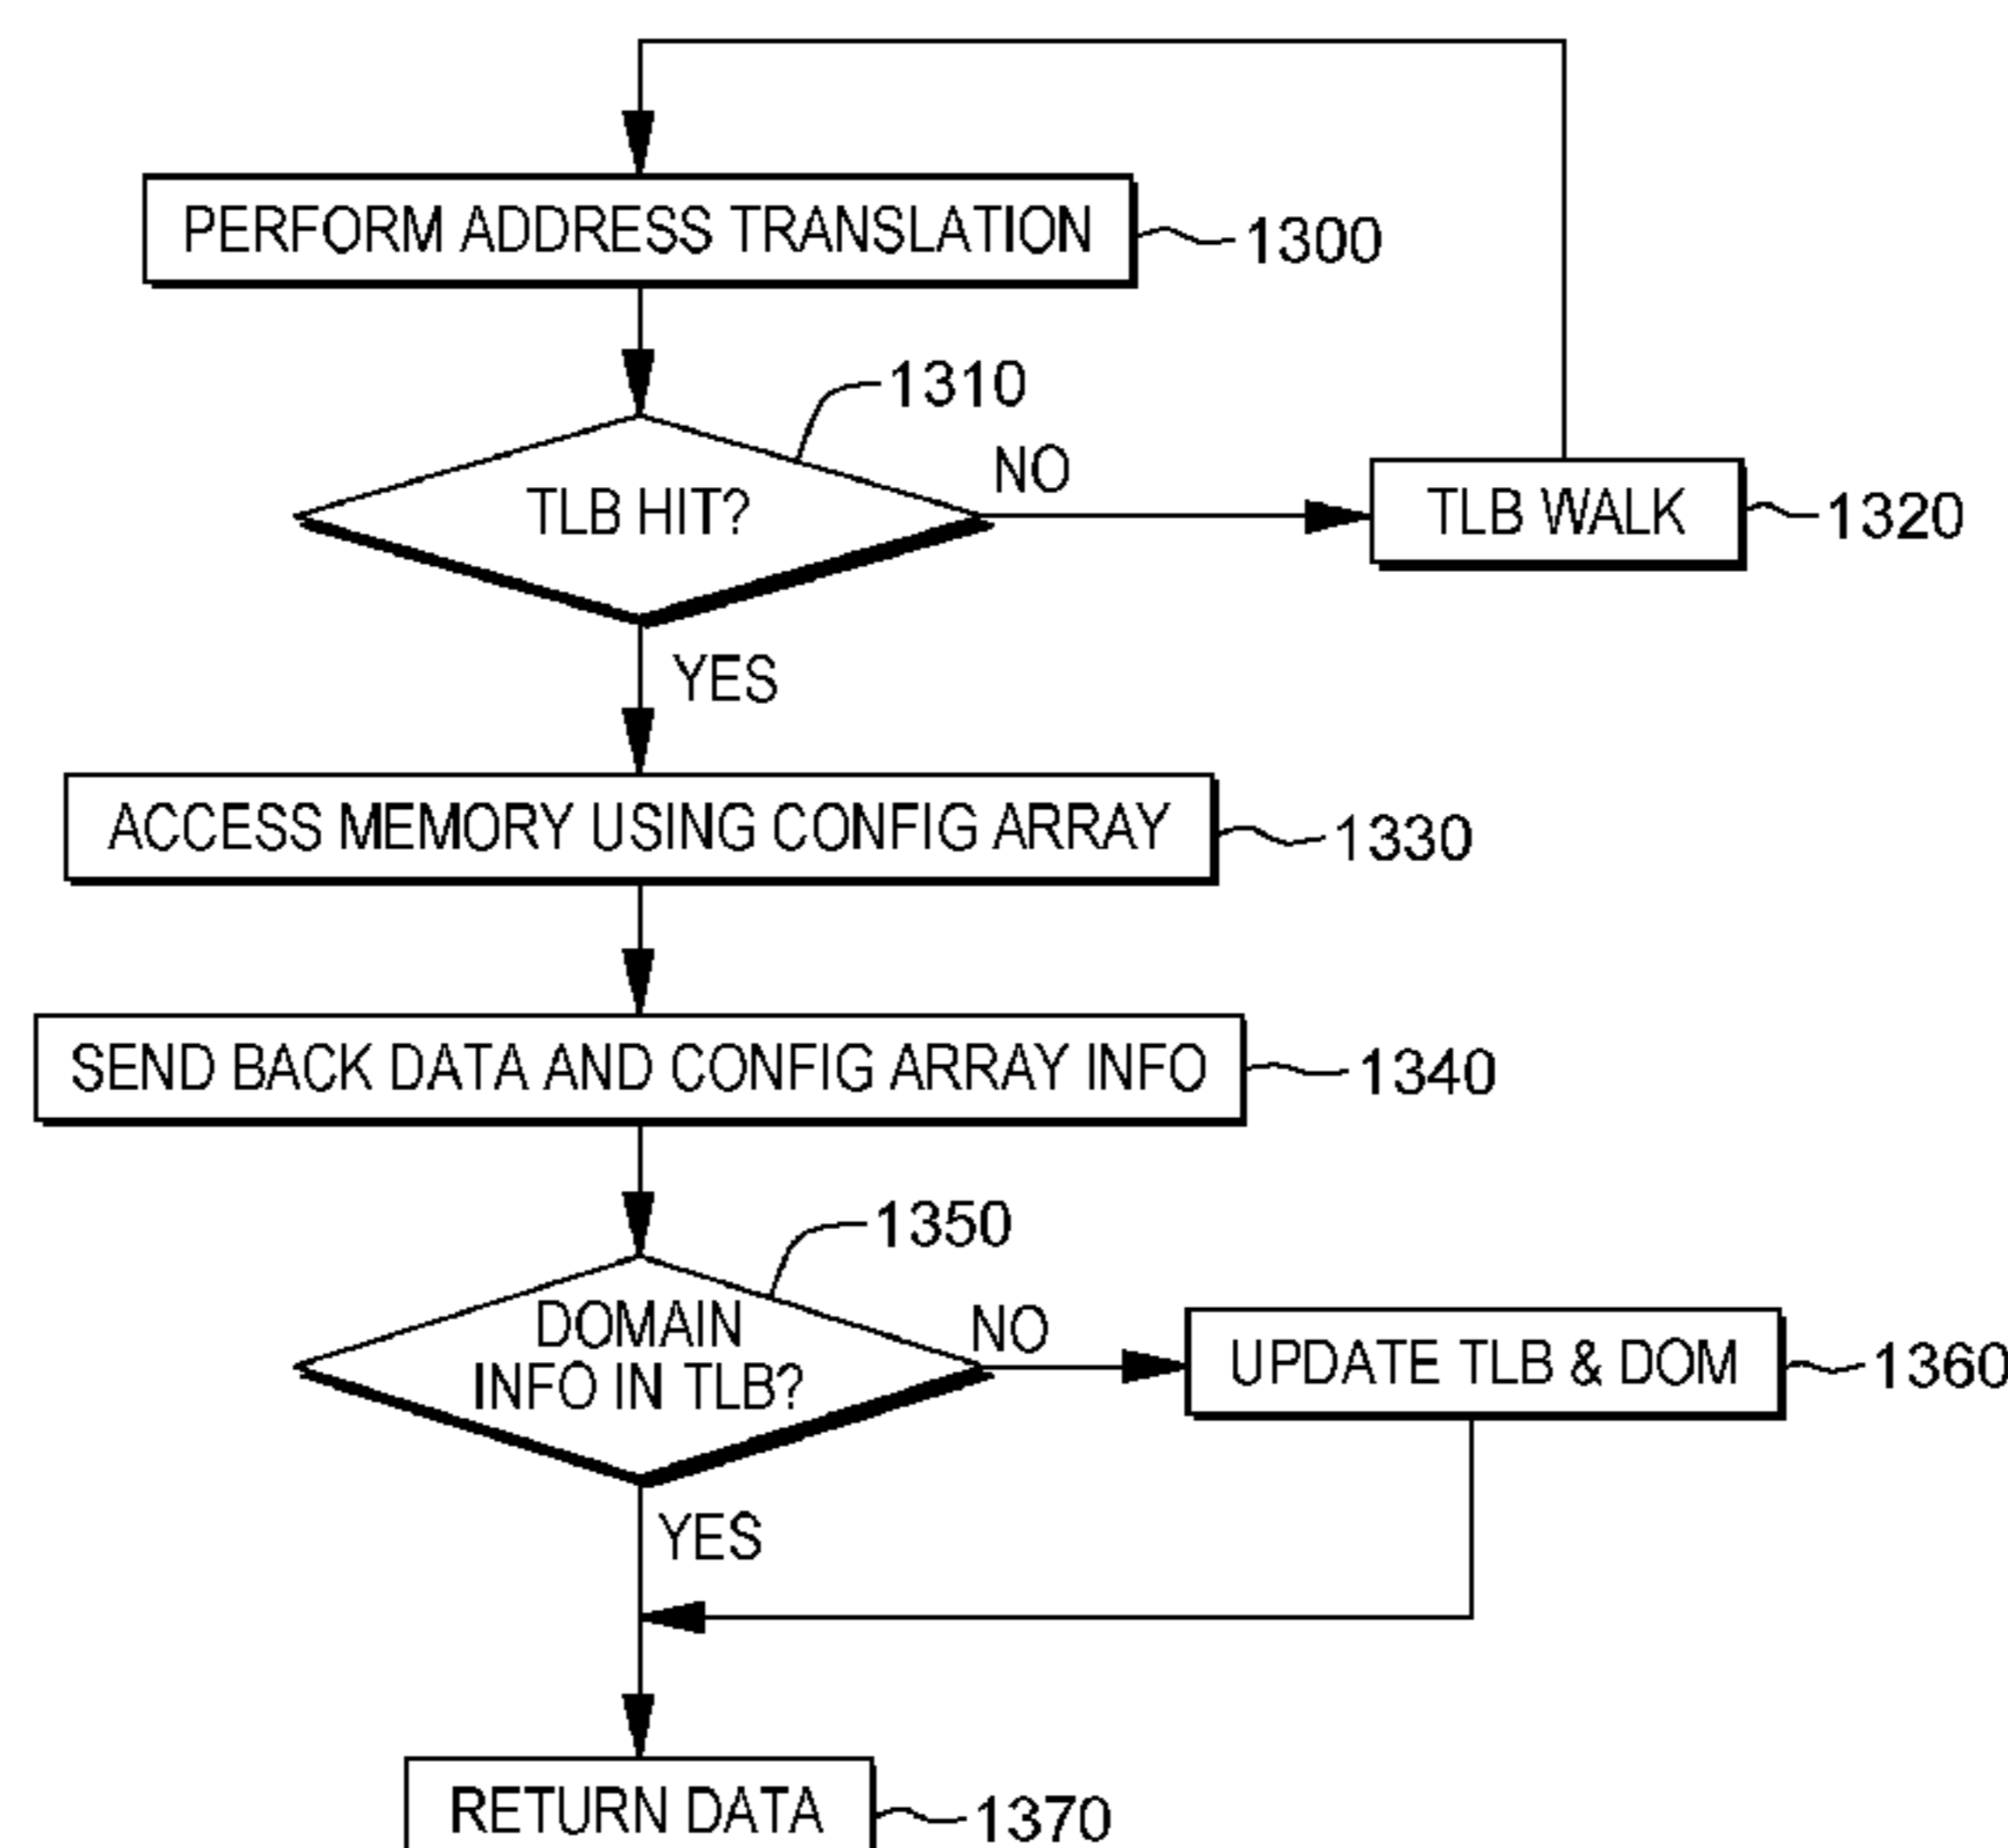 PERFORM ADDRESS TRANSLATION
1300
1310
TLB HIT?
NO
TLB WALK
1320
YES
ACCESS MEMORY USING CONFIG ARRAY
1330
SEND BACK DATA AND CONFIG ARRAY INFO
1340
1350
DOMAIN
INFO IN TLB?
NO
UPDATE TLB & DOM
1360
YES
RETURN DATA
1370